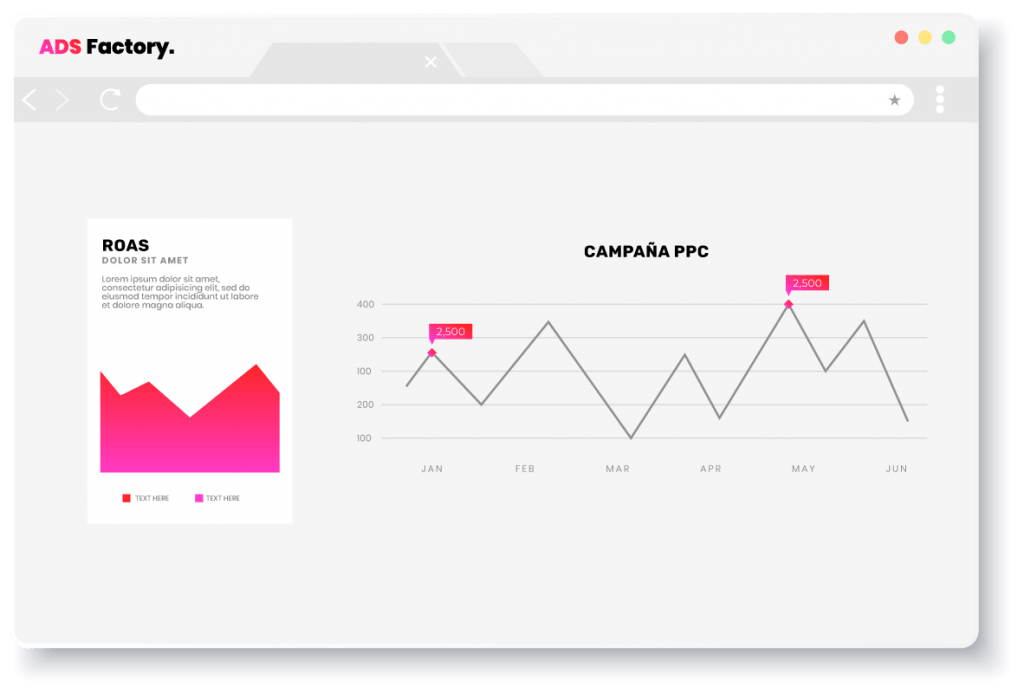 ADS Factory.
ROAS
DOLOR SIT AMET
Lorem ipsum dolor sit amet,
consectetur adipisicing elit, sed do
eiusmod tempor incididunt ut labore
et dolore magna aliqua.
TEXT HERE
TEXT HERE
CAMPAÑA PPC
2,500
2,500
400
300
100
200
100
JAN
FEB
MAR
APR
MAY
JUN